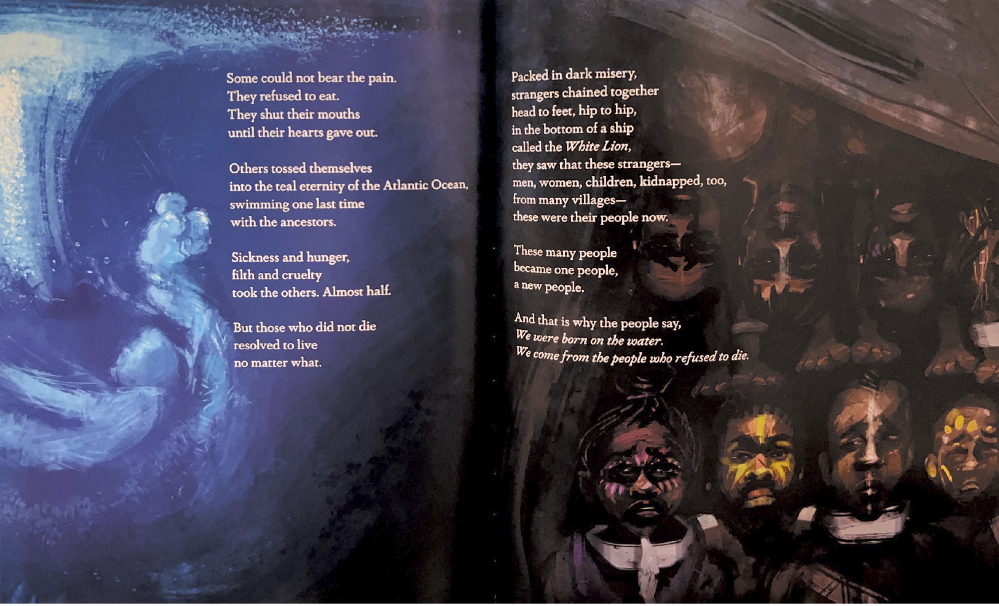 Some could not bear the pain.
They refused to eat.
They shut their mouths
until their hearts gave out.
Others tossed themselves
into the teal eternity of the Atlantic Ocean,
swimming one last time
with the ancestors.
Sickness and hunger,
filth and cruelty
took the others. Almost half.
But those who did not die
resolved to live
no matter what.
Packed in dark misery,
strangers chained together
head to feet, hip to hip,
in the bottom of a ship
called the White Lion,
they saw that these strangers—
men, women, children, kidnapped, too,
from many villages—
these were their people now.
These many people
became one people,
a new people.
And that is why the people say,
We were born on the water.
We come from the people who refused to die.